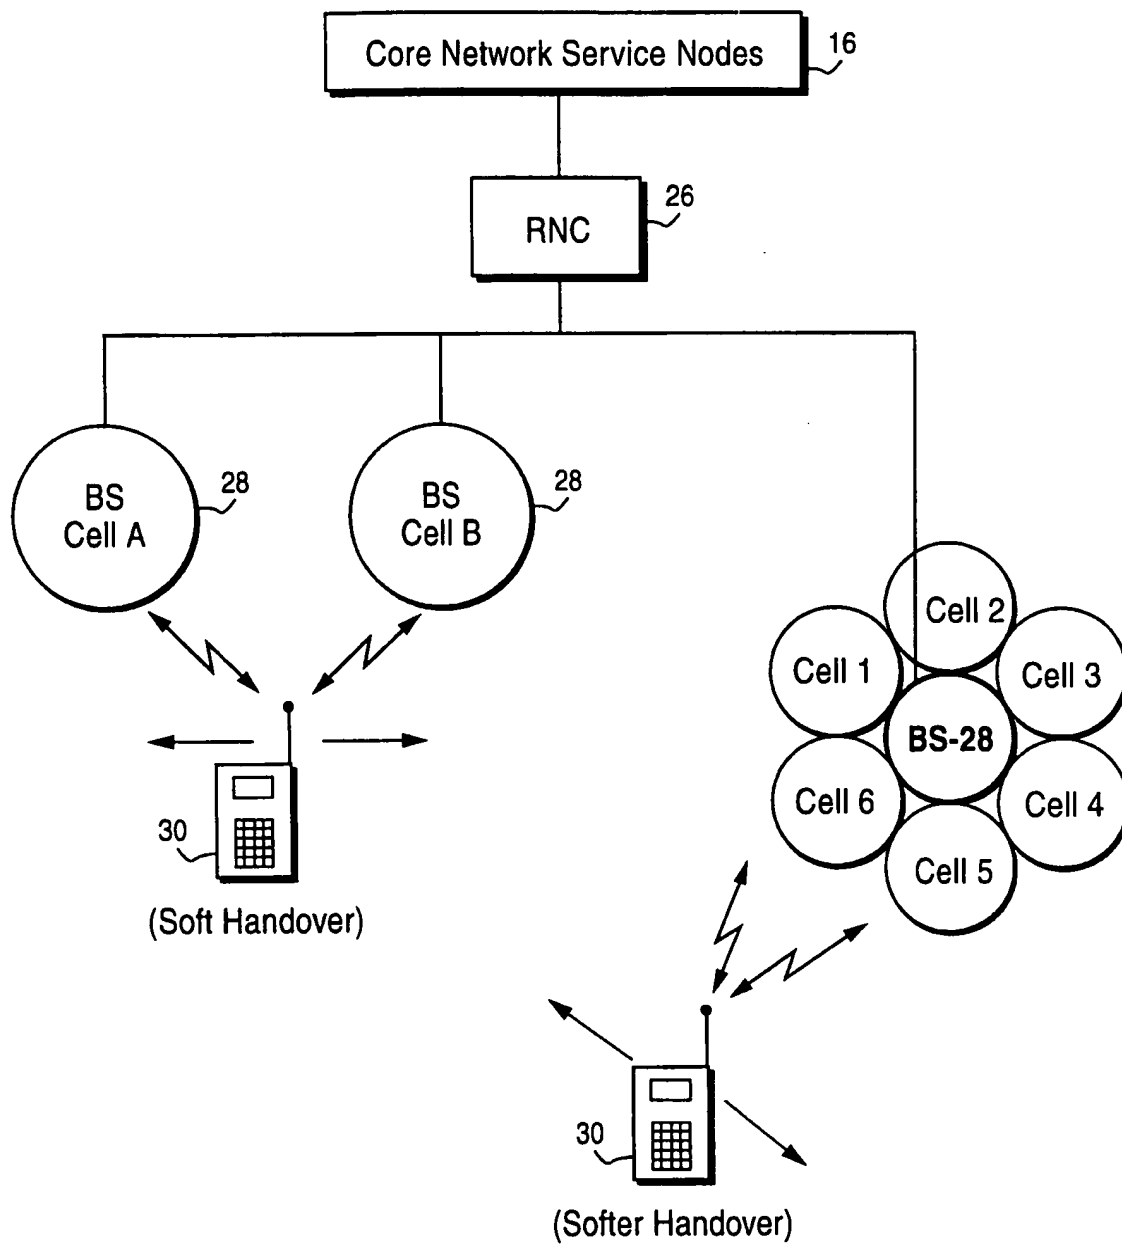 Core Network Service Nodes
16
RNC
26
BS
Cell A
28
BS
Cell B
28
Cell 2
Cell 1
Cell 3
BS-28
Cell 6
Cell 4
Cell 5
30
(Soft Handover)
30
(Softer Handover)